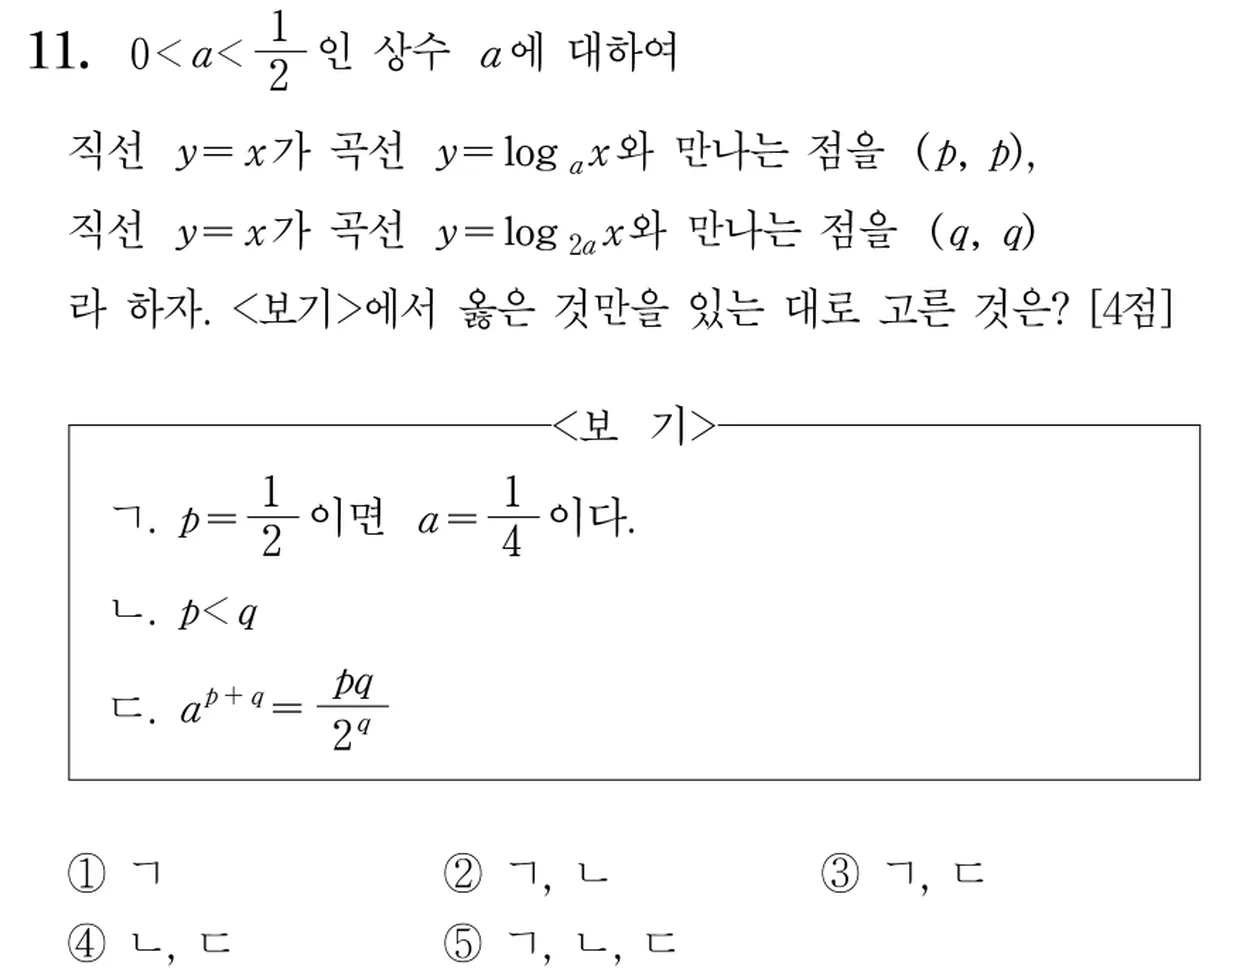 11. 0<a<1/2인 상수 a에 대하여
직선 y=x가 곡선 y=log_a x와 만나는 점을 (p, p),
직선 y=x가 곡선 y=log_{2a} x와 만나는 점을 (q, q)
라 하자. <보기>에서 옳은 것만을 있는 대로 고른 것은? [4점]
<보 기>
ㄱ. p=1/2이면 a=1/4이다.
ㄴ. p<q
ㄷ. a^{p+q}=pq/2^q
① ㄱ ② ㄱ, ㄴ ③ ㄱ, ㄷ
④ ㄴ, ㄷ ⑤ ㄱ, ㄴ, ㄷ